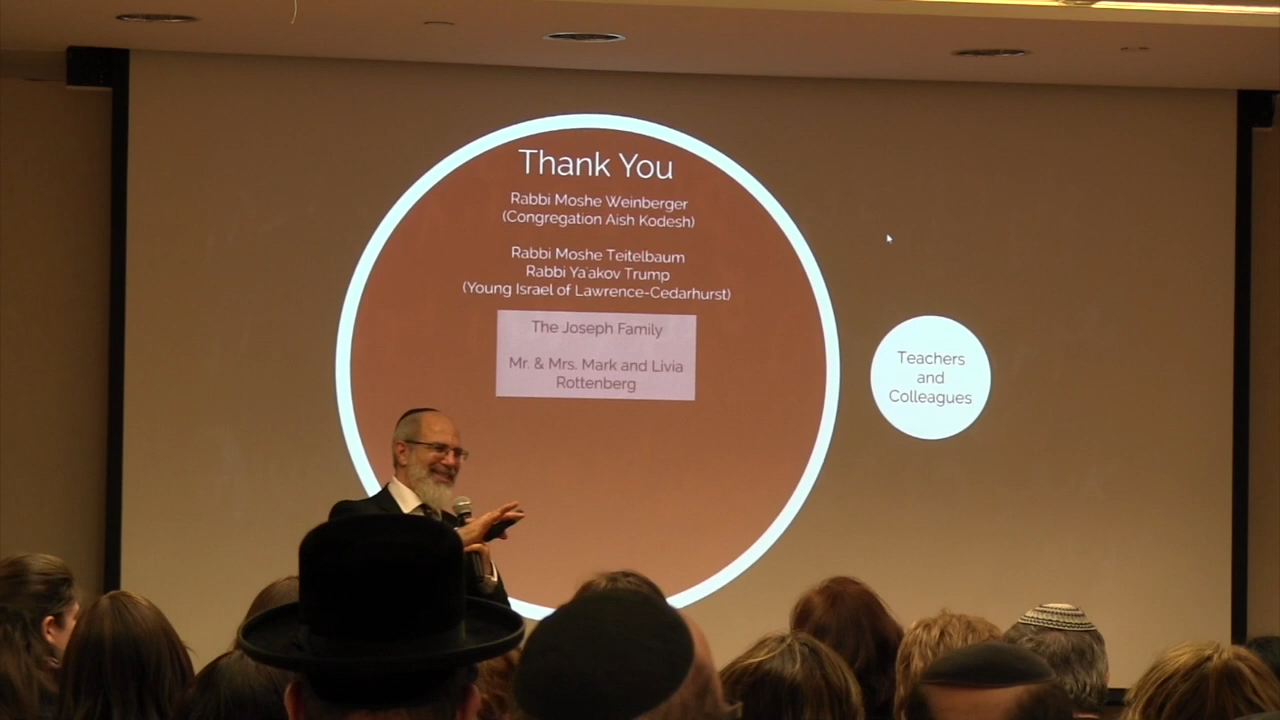 Thank You
Rabbi Moshe Weinberger
(Congregation Aish Kodesh)
Rabbi Moshe Teitelbaum
Rabbi Ya'akov Trump
(Young Israel of Lawrence-Cedarhurst)
The Joseph Family
Mr. & Mrs. Mark and Livia
Rottenberg
Teachers
and
Colleagues